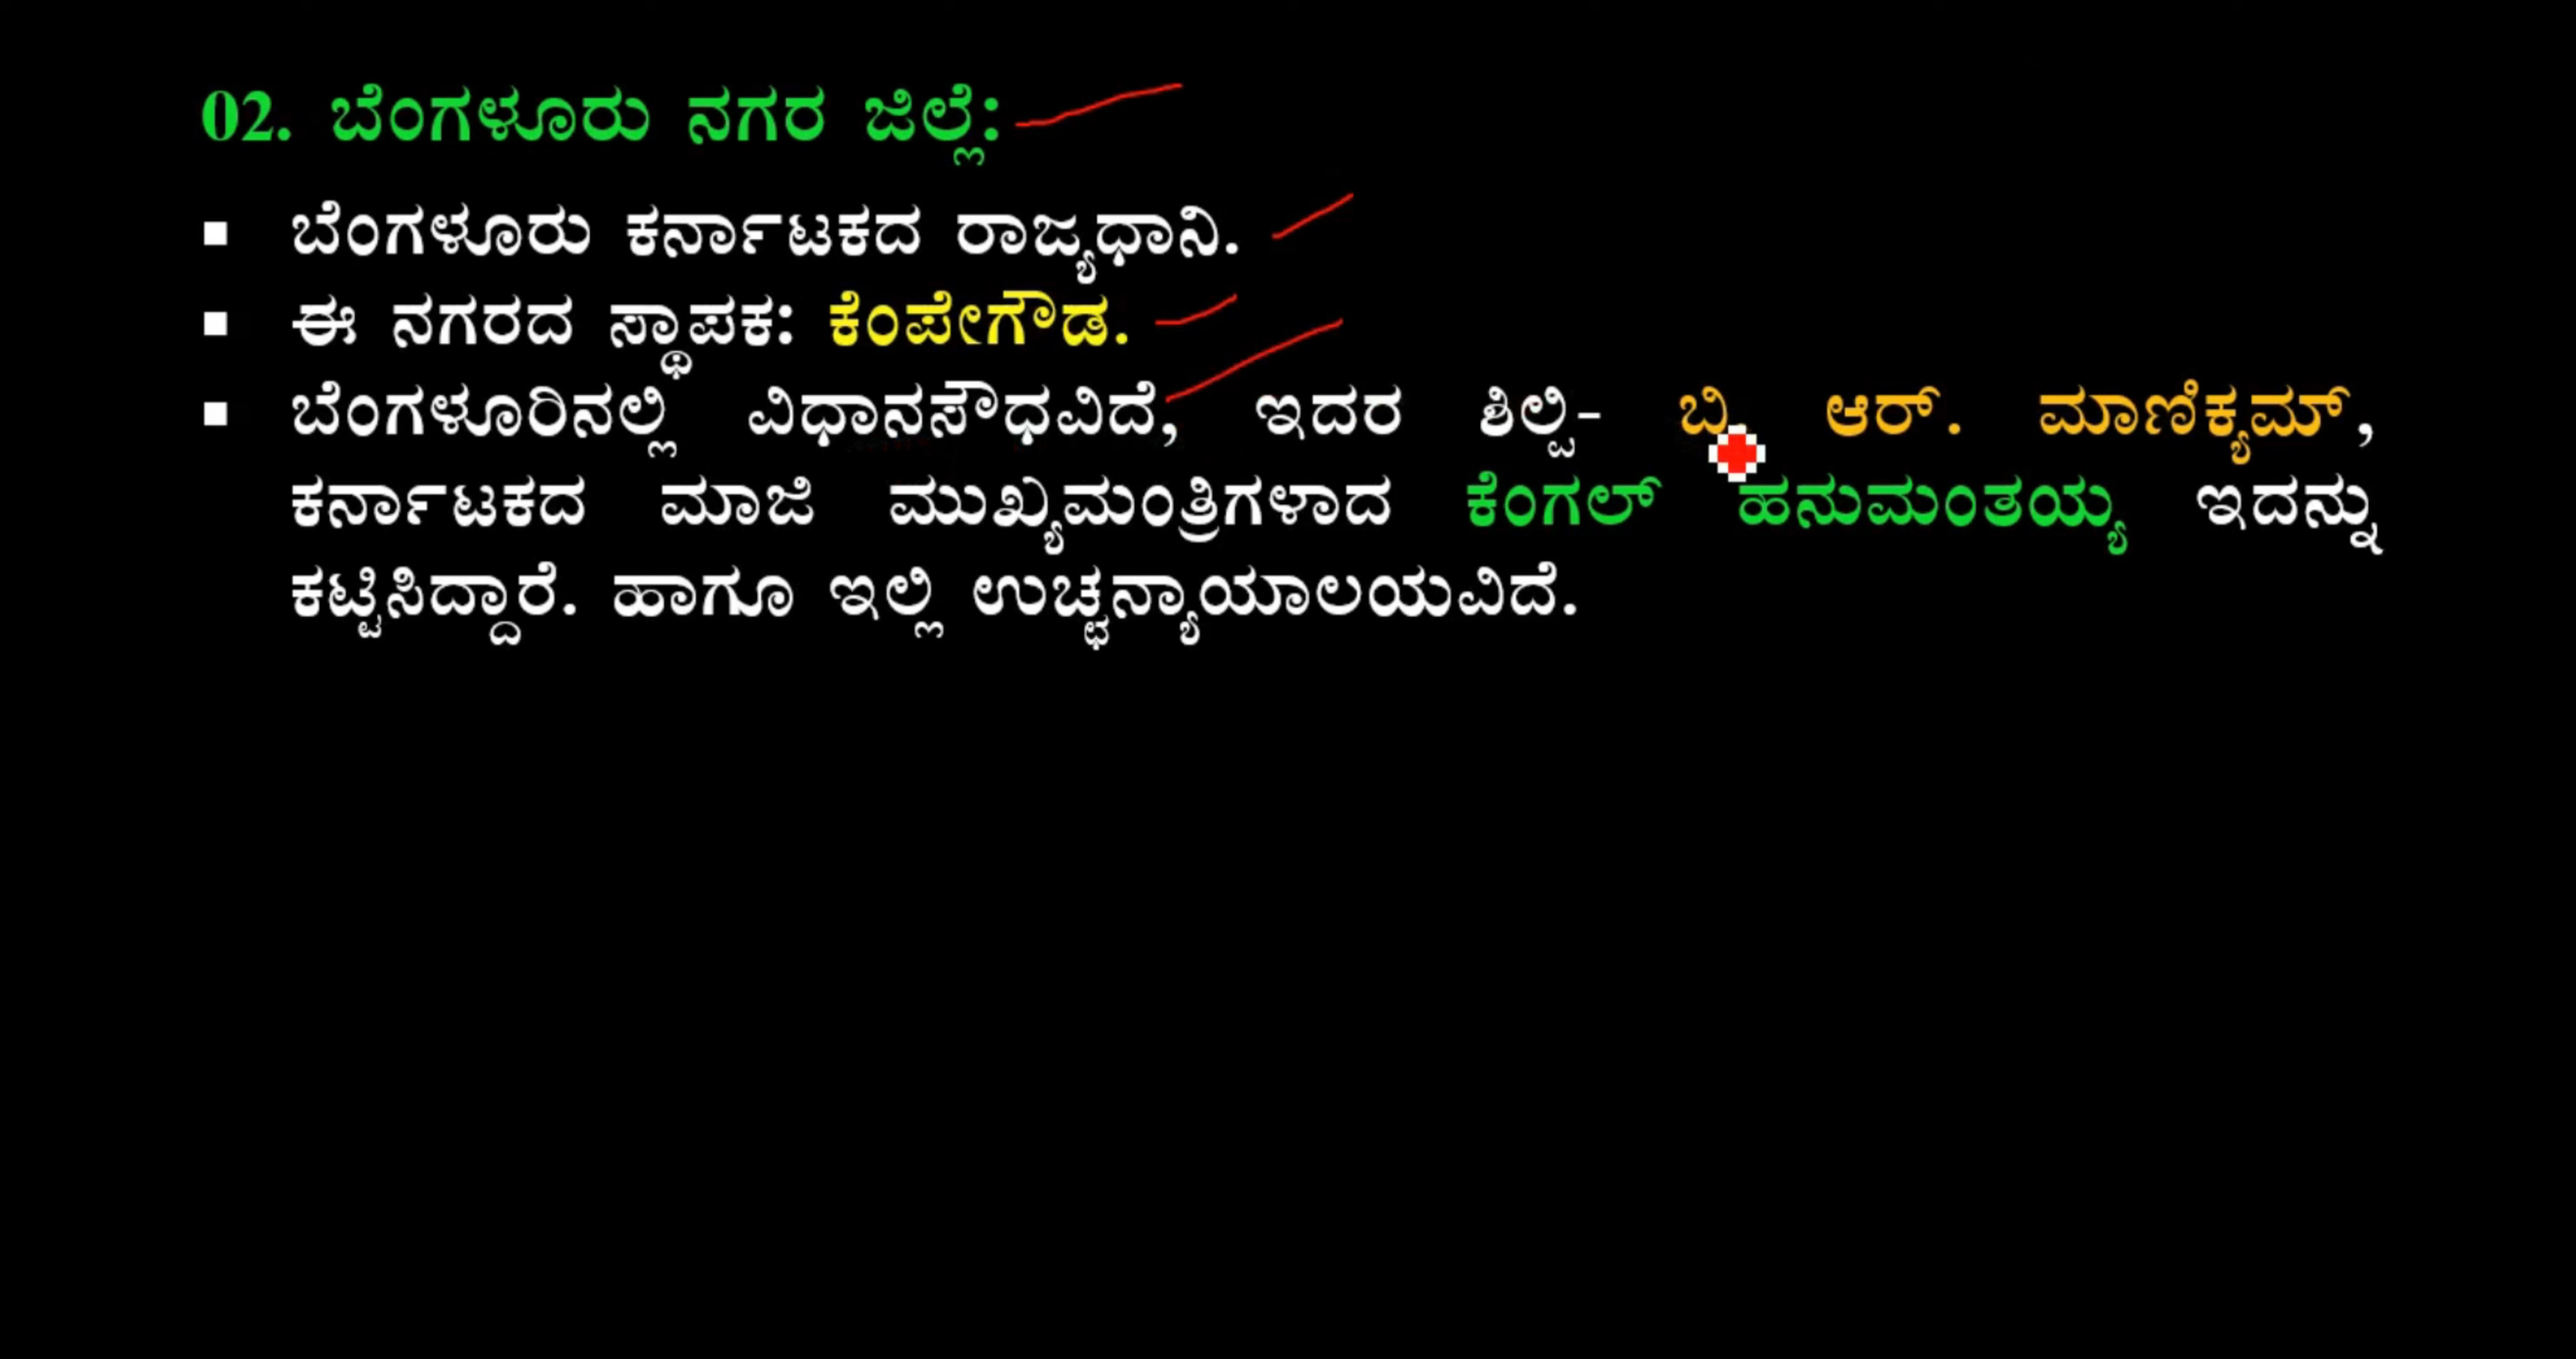 02. ಬೆಂಗಳೂರು ನಗರ ಜಿಲ್ಲೆ:
▪ ಬೆಂಗಳೂರು ಕರ್ನಾಟಕದ ರಾಜ್ಯಧಾನಿ.
▪ ಈ ನಗರದ ಸ್ಥಾಪಕ: ಕೆಂಪೇಗೌಡ.
▪ ಬೆಂಗಳೂರಿನಲ್ಲಿ ವಿಧಾನಸೌಧವಿದೆ, ಇದರ ಶಿಲ್ಪಿ- ಬಿ. ಆರ್. ಮಾಣಿಕ್ಯಮ್,
ಕರ್ನಾಟಕದ ಮಾಜಿ ಮುಖ್ಯಮಂತ್ರಿಗಳಾದ ಕೆಂಗಲ್ ಹನುಮಂತಯ್ಯ ಇದನ್ನು
ಕಟ್ಟಿಸಿದ್ದಾರೆ. ಹಾಗೂ ಇಲ್ಲಿ ಉಚ್ಛನ್ಯಾಯಾಲಯವಿದೆ.